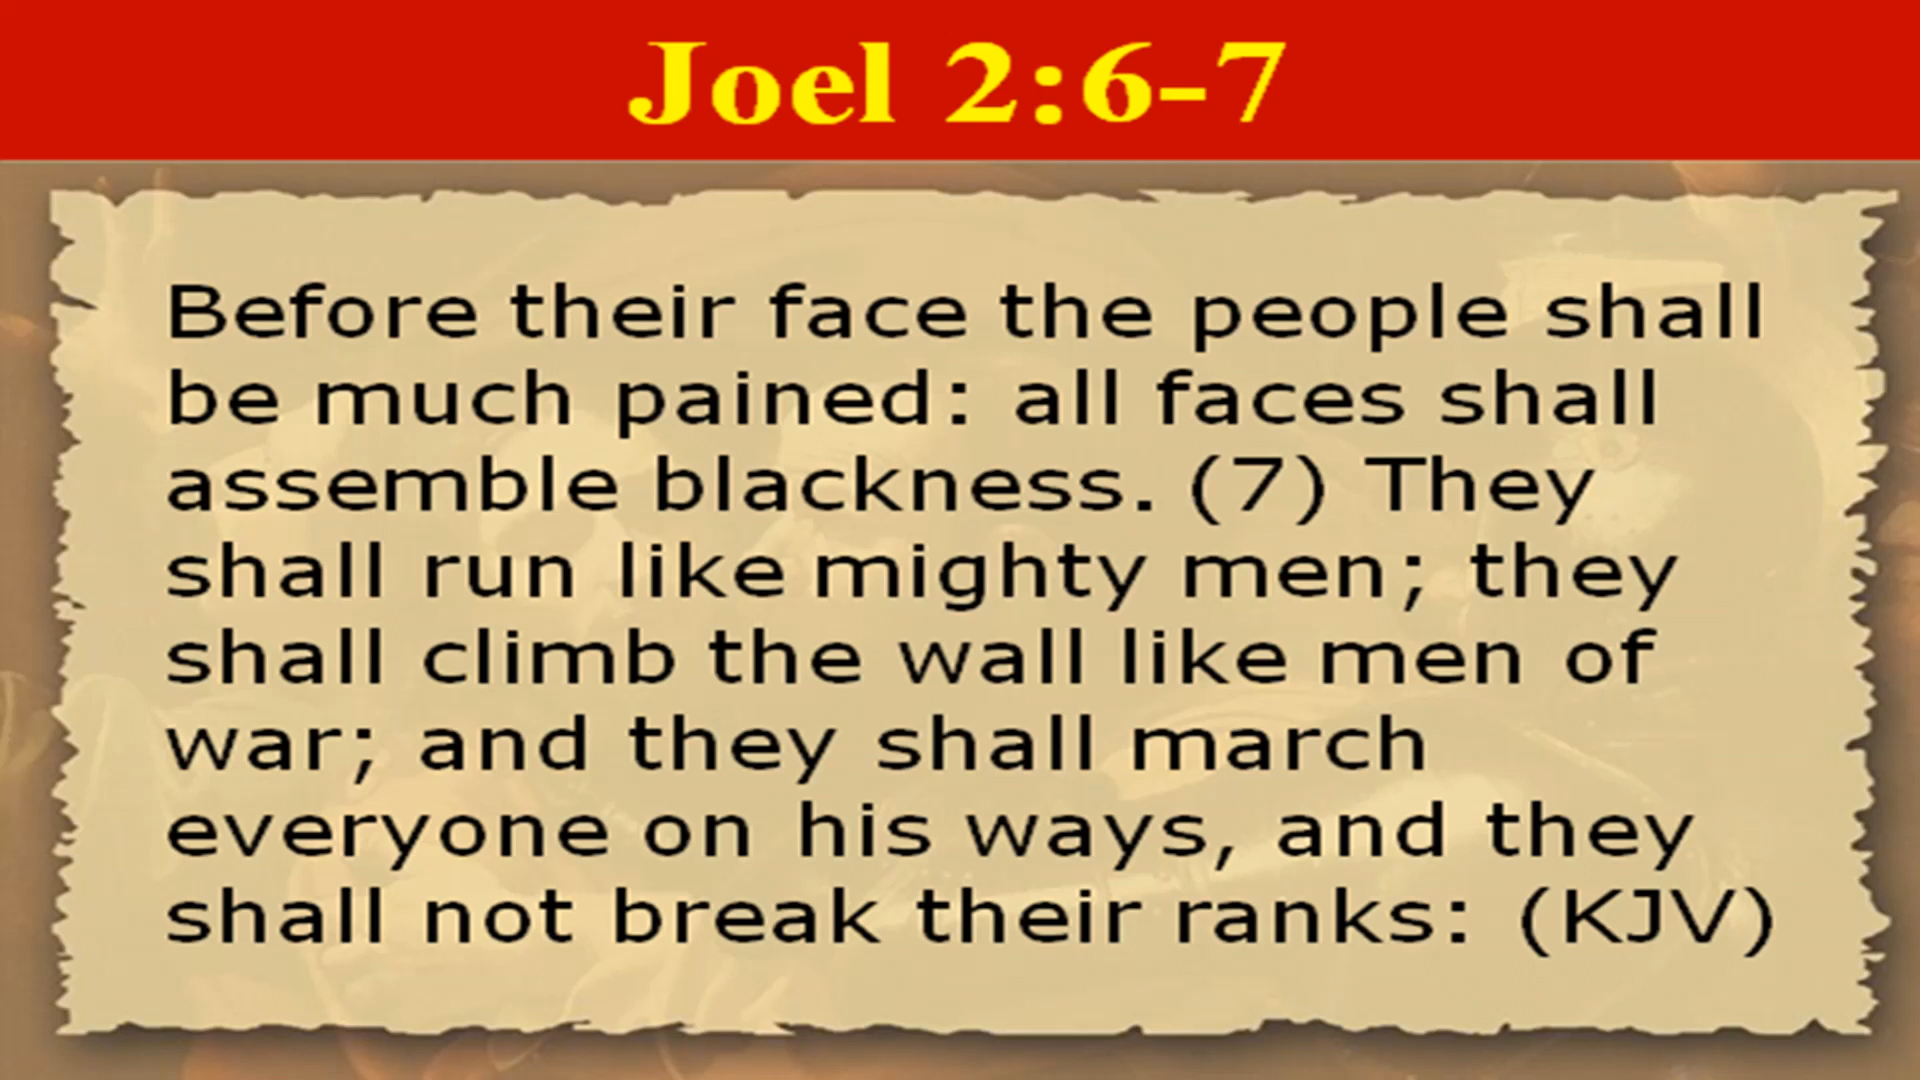 Joel 2:6-7
Before their face the people shall
be much pained: all faces shall
assemble blackness. (7) They
shall run like mighty men; they
shall climb the wall like men of
war; and they shall march
everyone on his ways, and they
shall not break their ranks: (KJV)